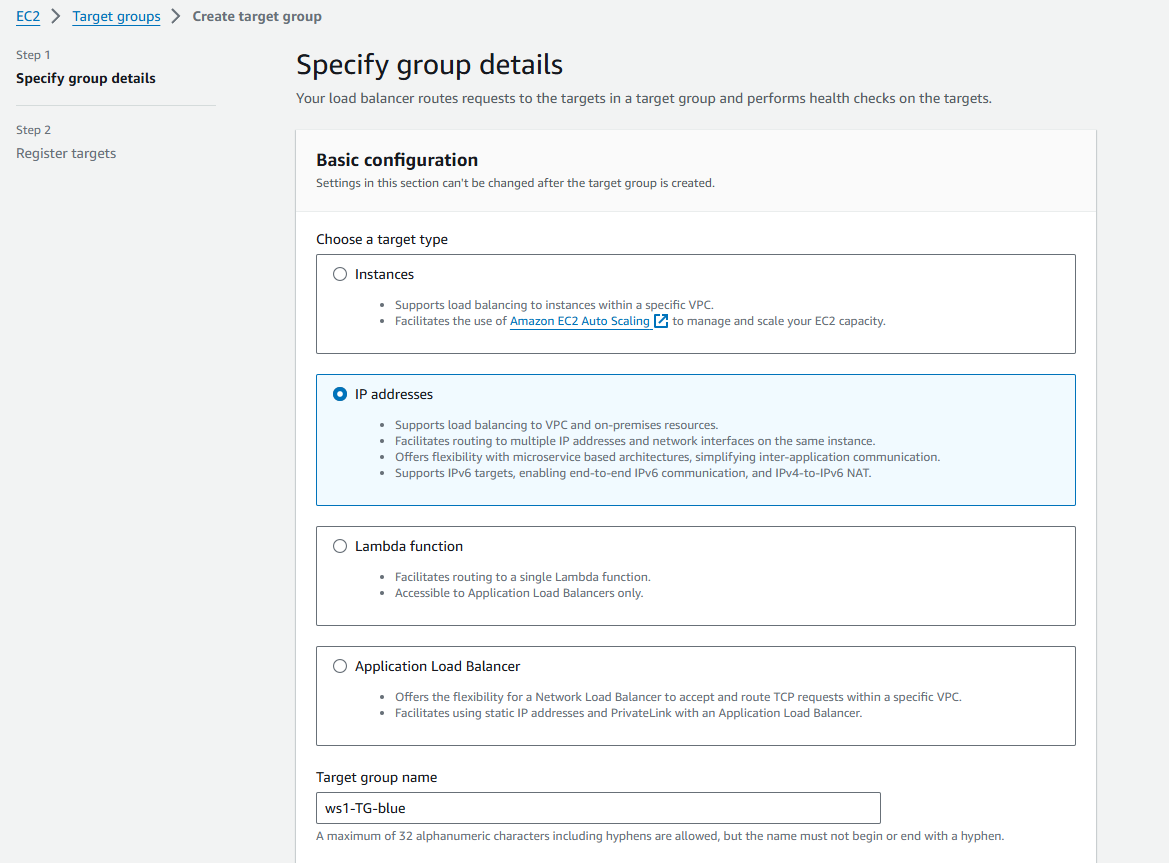 EC2 > Target groups > Create target group
Step 1
Specify group details
Step 2
Register targets
Specify group details
Your load balancer routes requests to the targets in a target group and performs health checks on the targets.
Basic configuration
Settings in this section can't be changed after the target group is created.
Choose a target type
Instances
• Supports load balancing to instances within a specific VPC.
• Facilitates the use of Amazon EC2 Auto Scaling to manage and scale your EC2 capacity.
IP addresses
• Supports load balancing to VPC and on-premises resources.
• Facilitates routing to multiple IP addresses and network interfaces on the same instance.
• Offers flexibility with microservice based architectures, simplifying inter-application communication.
• Supports IPv6 targets, enabling end-to-end IPv6 communication, and IPv4-to-IPv6 NAT.
Lambda function
• Facilitates routing to a single Lambda function.
• Accessible to Application Load Balancers only.
Application Load Balancer
• Offers the flexibility for a Network Load Balancer to accept and route TCP requests within a specific VPC.
• Facilitates using static IP addresses and PrivateLink with an Application Load Balancer.
Target group name
ws1-TG-blue
A maximum of 32 alphanumeric characters including hyphens are allowed, but the name must not begin or end with a hyphen.